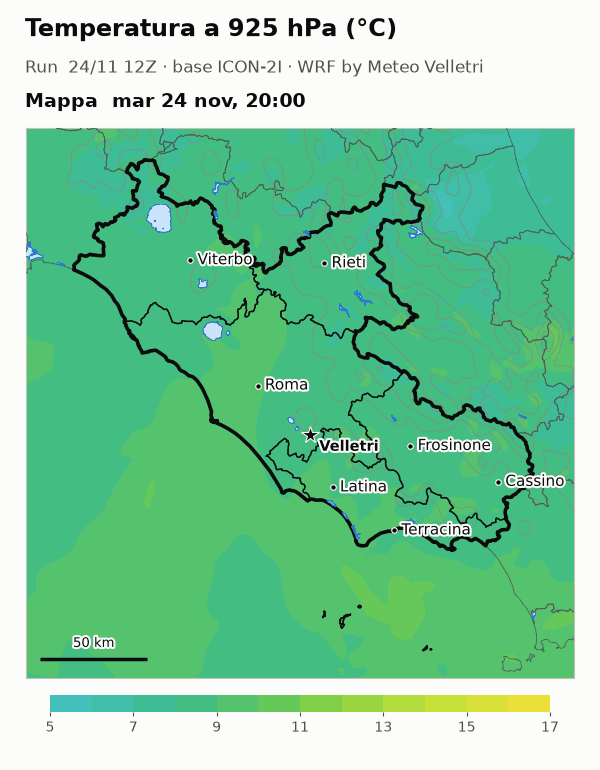 Temperatura a 925 hPa (°C)
Run  24/11 12Z · base ICON-2I · WRF by Meteo Velletri
Mappa  mar 24 nov, 20:00
Viterbo
Rieti
Roma
Velletri
Frosinone
Latina
Cassino
Terracina
50 km
5 7 9 11 13 15 17